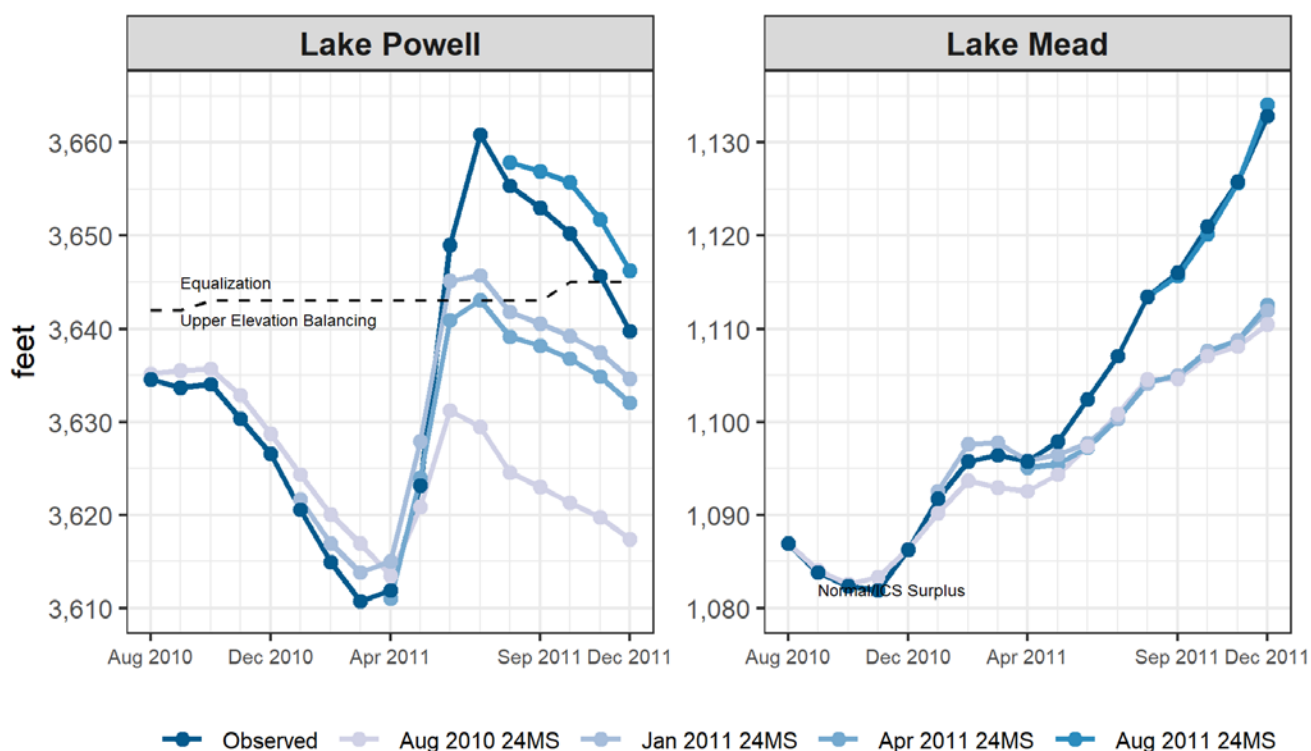 Lake Powell
Lake Mead
feet
3,660
3,650
3,640
3,630
3,620
3,610
Equalization
Upper Elevation Balancing
Aug 2010 Dec 2010 Apr 2011 Sep 2011 Dec 2011
1,130
1,120
1,110
1,100
1,090
1,080
Normal/ICS Surplus
Aug 2010 Dec 2010 Apr 2011 Sep 2011 Dec 2011
Observed Aug 2010 24MS Jan 2011 24MS Apr 2011 24MS Aug 2011 24MS